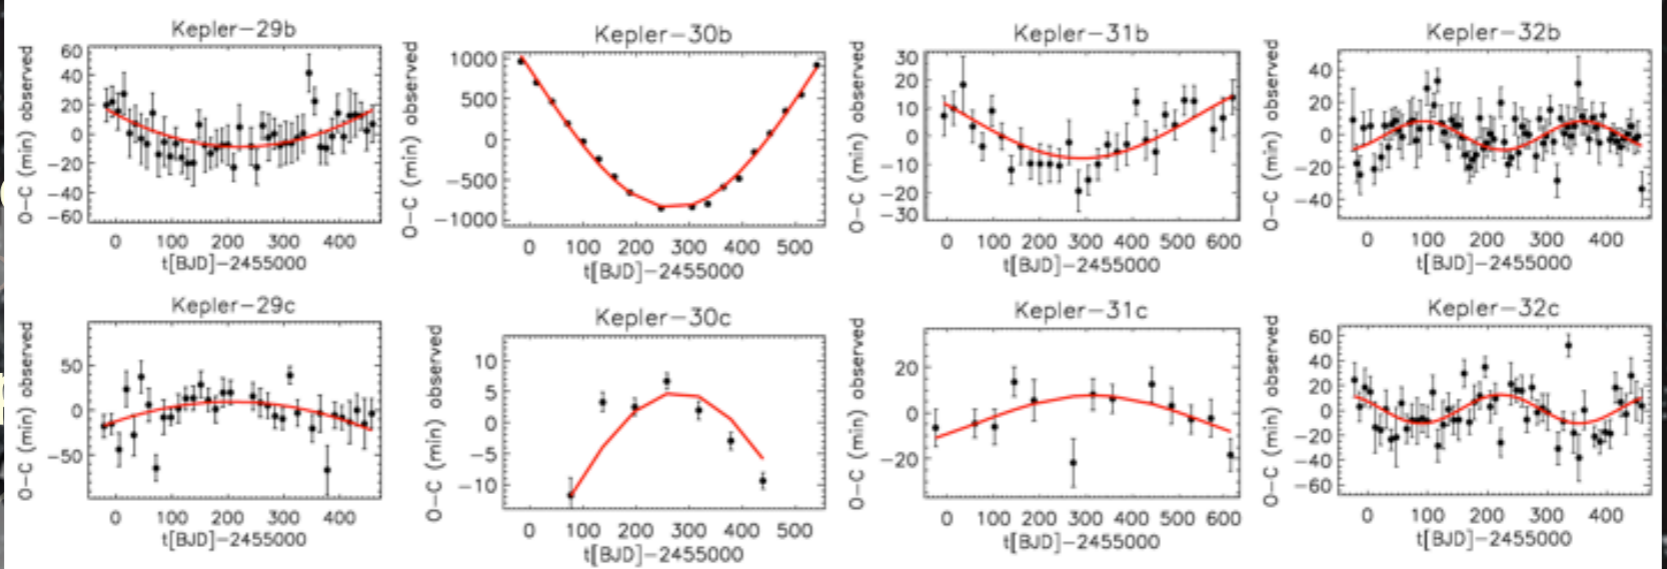 Kepler−29b
O−C (min) observed
60
40
20
0
−20
−40
−60
0 100 200 300 400
t[BJD]−2455000
Kepler−30b
O−C (min) observed
1000
500
0
−500
−1000
0 100 200 300 400 500
t[BJD]−2455000
Kepler−31b
O−C (min) observed
30
20
10
0
−10
−20
−30
0 100 200 300 400 500 600
t[BJD]−2455000
Kepler−32b
O−C (min) observed
40
20
0
−20
−40
0 100 200 300 400
t[BJD]−2455000
Kepler−29c
O−C (min) observed
50
0
−50
0 100 200 300 400
t[BJD]−2455000
Kepler−30c
O−C (min) observed
10
5
0
−5
−10
0 100 200 300 400 500
t[BJD]−2455000
Kepler−31c
O−C (min) observed
20
0
−20
0 100 200 300 400 500 600
t[BJD]−2455000
Kepler−32c
O−C (min) observed
60
40
20
0
−20
−40
−60
0 100 200 300 400
t[BJD]−2455000